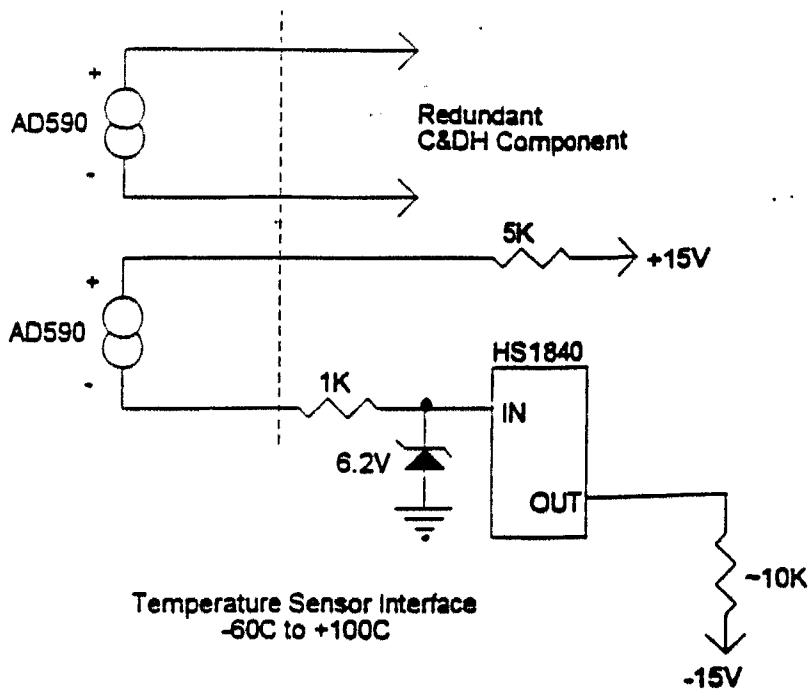 +
AD590
-
Redundant
C&DH Component
5K
+15V
+
AD590
-
HS1840
1K
IN
6.2V
OUT
~10K
Temperature Sensor Interface
-60C to +100C
-15V